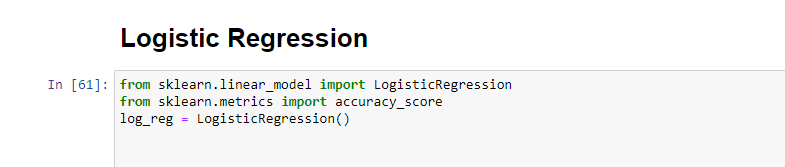 Logistic Regression
In [61]: from sklearn.linear_model import LogisticRegression
from sklearn.metrics import accuracy_score
log_reg = LogisticRegression()